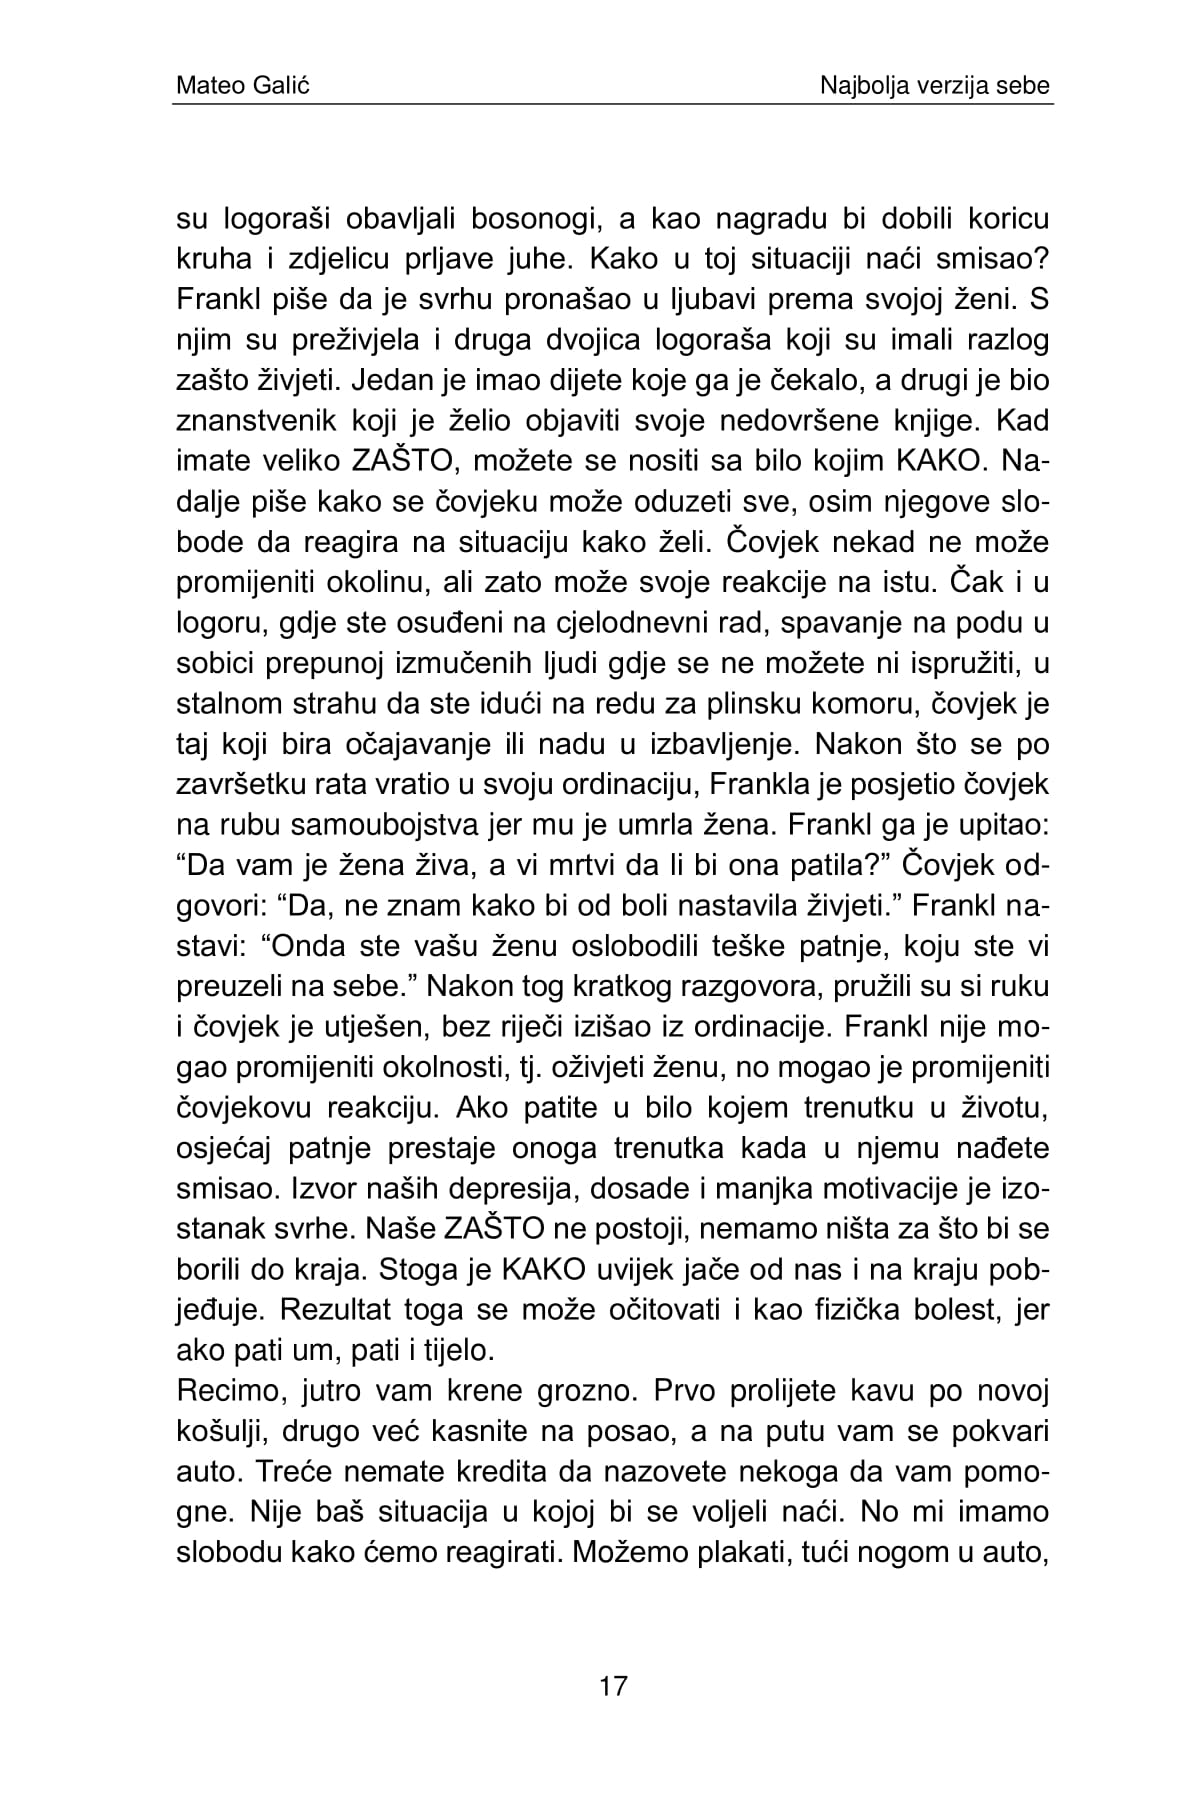 Mateo Galić Najbolja verzija sebe
su logoraši obavljali bosonogi, a kao nagradu bi dobili koricu
kruha i zdjelicu prljave juhe. Kako u toj situaciji naći smisao?
Frankl piše da je svrhu pronašao u ljubavi prema svojoj ženi. S
njim su preživjela i druga dvojica logoraša koji su imali razlog
zašto živjeti. Jedan je imao dijete koje ga je čekalo, a drugi je bio
znanstvenik koji je želio objaviti svoje nedovršene knjige. Kad
imate veliko ZAŠTO, možete se nositi sa bilo kojim KAKO. Na-
dalje piše kako se čovjeku može oduzeti sve, osim njegove slo-
bode da reagira na situaciju kako želi. Čovjek nekad ne može
promijeniti okolinu, ali zato može svoje reakcije na istu. Čak i u
logoru, gdje ste osuđeni na cjelodnevni rad, spavanje na podu u
sobici prepunoj izmučenih ljudi gdje se ne možete ni ispružiti, u
stalnom strahu da ste idući na redu za plinsku komoru, čovjek je
taj koji bira očajavanje ili nadu u izbavljenje. Nakon što se po
završetku rata vratio u svoju ordinaciju, Frankla je posjetio čovjek
na rubu samoubojstva jer mu je umrla žena. Frankl ga je upitao:
“Da vam je žena živa, a vi mrtvi da li bi ona patila?” Čovjek od-
govori: “Da, ne znam kako bi od boli nastavila živjeti.” Frankl na-
stavi: “Onda ste vašu ženu oslobodili teške patnje, koju ste vi
preuzeli na sebe.” Nakon tog kratkog razgovora, pružili su si ruku
i čovjek je utješen, bez riječi izišao iz ordinacije. Frankl nije mo-
gao promijeniti okolnosti, tj. oživjeti ženu, no mogao je promijeniti
čovjekovu reakciju. Ako patite u bilo kojem trenutku u životu,
osjećaj patnje prestaje onoga trenutka kada u njemu nađete
smisao. Izvor naših depresija, dosade i manjka motivacije je izo-
stanak svrhe. Naše ZAŠTO ne postoji, nemamo ništa za što bi se
borili do kraja. Stoga je KAKO uvijek jače od nas i na kraju pob-
jeđuje. Rezultat toga se može očitovati i kao fizička bolest, jer
ako pati um, pati i tijelo.
Recimo, jutro vam krene grozno. Prvo prolijete kavu po novoj
košulji, drugo već kasnite na posao, a na putu vam se pokvari
auto. Treće nemate kredita da nazovete nekoga da vam pomo-
gne. Nije baš situacija u kojoj bi se voljeli naći. No mi imamo
slobodu kako ćemo reagirati. Možemo plakati, tući nogom u auto,
17